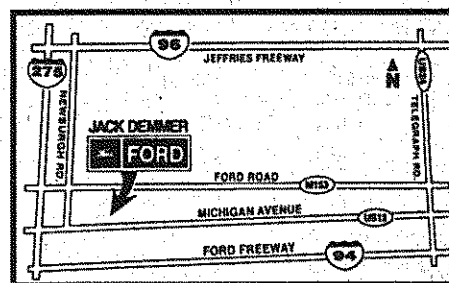 96
JEFFRIES FREEWAY
275
N
US24
NEWBURGH RD.
TELEGRAPH RD.
JACK DEMMER
FORD
FORD ROAD
M153
MICHIGAN AVENUE
US12
FORD FREEWAY
94